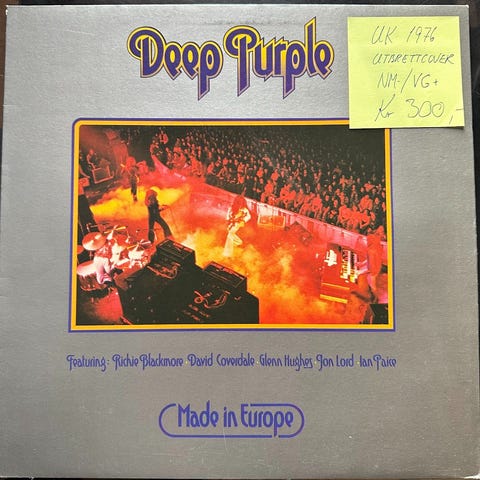 Deep Purple
UK 1976
UTBRETTCOVER
NM-/VG+
Kr 300,-
Featuring: Richie Blackmore David Coverdale Glenn Hughes Jon Lord Ian Paice
Made in Europe